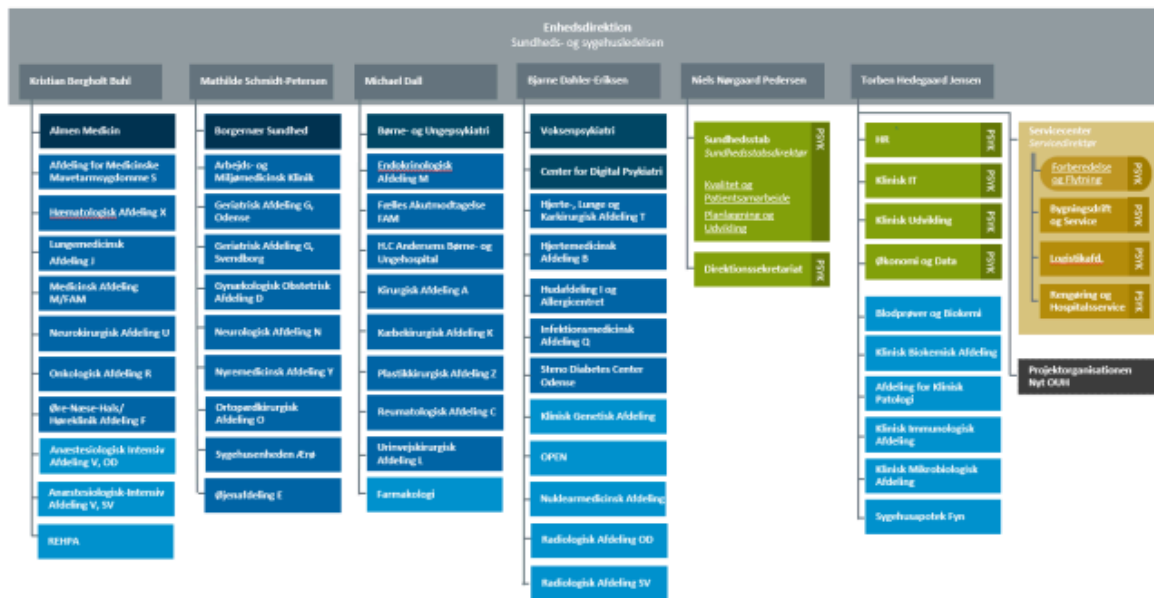 Enhedsdirektion
Sundheds- og sygehusledelsen
Kristian Bergholt Buhl
Almen Medicin
Afdeling for Medicinske
Mavetarmsygdomme S
Hæmatologisk Afdeling X
Lungemedicinsk
Afdeling J
Medicinsk Afdeling
M/FAM
Neurokirurgisk Afdeling U
Onkologisk Afdeling R
Øre-Næse-Hals/
Høreklinik Afdeling F
Anæstesiologisk Intensiv
Afdeling V, OD
Anæstesiologisk-Intensiv
Afdeling V, SV
REHPA
Mathilde Schmidt-Petersen
Borgernær Sundhed
Arbejds- og
Miljømedicinsk Klinik
Geriatrisk Afdeling G,
Odense
Geriatrisk Afdeling G,
Svendborg
Gynækologisk Obstetrisk
Afdeling D
Neurologisk Afdeling N
Nyremedicinsk Afdeling Y
Ortopædkirurgisk
Afdeling O
Sygehusenheden Ærø
Øjenafdeling E
Michael Dall
Børne- og Ungepsykiatri
Endokrinologisk
Afdeling M
Fælles Akutmodtagelse
FAM
H.C Andersens Børne- og
Ungehospital
Kirurgisk Afdeling A
Kæbekirurgisk Afdeling K
Plastikkirurgisk Afdeling Z
Reumatologisk Afdeling C
Urinvejskirurgisk
Afdeling L
Farmakologi
Bjarne Dahler-Eriksen
Voksenpsykiatri
Center for Digital Psykiatri
Hjerte-, Lunge og
Karkirurgisk Afdeling T
Hjertemedicinsk
Afdeling B
Hudafdeling I og
Allergicentret
Infektionsmedicinsk
Afdeling Q
Steno Diabetes Center
Odense
Klinisk Genetisk Afdeling
OPEN
Nuklearmedicinsk Afdeling
Radiologisk Afdeling OD
Radiologisk Afdeling SV
Niels Nørgaard Pedersen
Sundhedsstab
Sundhedsstabsdirektør
Kvalitet og
Patientsamarbejde
Planlægning og
Udvikling
PSYK
Direktionssekretariat
PSYK
Torben Hedegaard Jensen
HR
PSYK
Klinisk IT
PSYK
Klinisk Udvikling
PSYK
Økonomi og Data
PSYK
Blodprøver og Biokemi
Klinisk Biokemisk Afdeling
Afdeling for Klinisk
Patologi
Klinisk Immunologisk
Afdeling
Klinisk Mikrobiologisk
Afdeling
Sygehusapotek Fyn
Servicecenter
Servicedirektør
Forberedelse
og Flytning
PSYK
Bygningsdrift
og Service
PSYK
Logistikafd.
PSYK
Rengøring og
Hospitalsservice
PSYK
Projektorganisationen
Nyt OUH